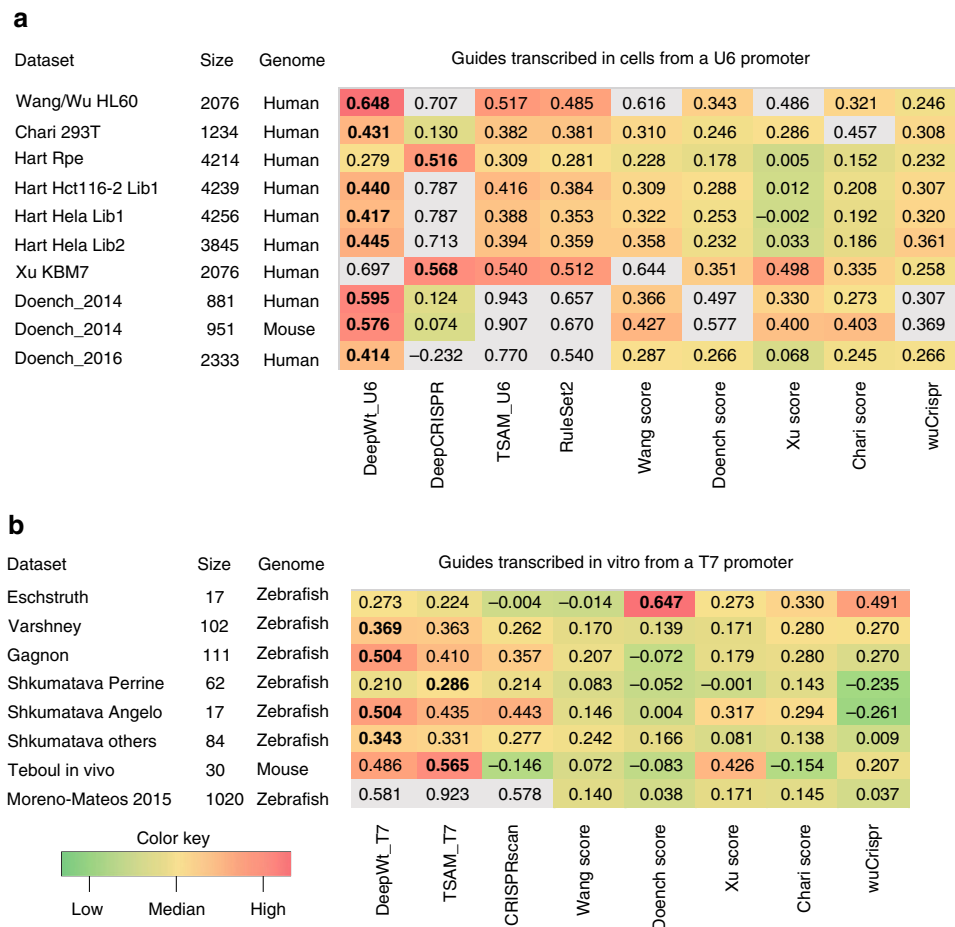 a
Dataset Size Genome Guides transcribed in cells from a U6 promoter
Wang/Wu HL60 2076 Human 0.648 0.707 0.517 0.485 0.616 0.343 0.486 0.321 0.246
Chari 293T 1234 Human 0.431 0.130 0.382 0.381 0.310 0.246 0.286 0.457 0.308
Hart Rpe 4214 Human 0.279 0.516 0.309 0.281 0.228 0.178 0.005 0.152 0.232
Hart Hct116-2 Lib1 4239 Human 0.440 0.787 0.416 0.384 0.309 0.288 0.012 0.208 0.307
Hart Hela Lib1 4256 Human 0.417 0.787 0.388 0.353 0.322 0.253 −0.002 0.192 0.320
Hart Hela Lib2 3845 Human 0.445 0.713 0.394 0.359 0.358 0.232 0.033 0.186 0.361
Xu KBM7 2076 Human 0.697 0.568 0.540 0.512 0.644 0.351 0.498 0.335 0.258
Doench_2014 881 Human 0.595 0.124 0.943 0.657 0.366 0.497 0.330 0.273 0.307
Doench_2014 951 Mouse 0.576 0.074 0.907 0.670 0.427 0.577 0.400 0.403 0.369
Doench_2016 2333 Human 0.414 −0.232 0.770 0.540 0.287 0.266 0.068 0.245 0.266
DeepWt_U6 DeepCRISPR TSAM_U6 RuleSet2 Wang score Doench score Xu score Chari score wuCrispr
b
Dataset Size Genome Guides transcribed in vitro from a T7 promoter
Eschstruth 17 Zebrafish 0.273 0.224 −0.004 −0.014 0.647 0.273 0.330 0.491
Varshney 102 Zebrafish 0.369 0.363 0.262 0.170 0.139 0.171 0.280 0.270
Gagnon 111 Zebrafish 0.504 0.410 0.357 0.207 −0.072 0.179 0.280 0.270
Shkumatava Perrine 62 Zebrafish 0.210 0.286 0.214 0.083 −0.052 −0.001 0.143 −0.235
Shkumatava Angelo 17 Zebrafish 0.504 0.435 0.443 0.146 0.004 0.317 0.294 −0.261
Shkumatava others 84 Zebrafish 0.343 0.331 0.277 0.242 0.166 0.081 0.138 0.009
Teboul in vivo 30 Mouse 0.486 0.565 −0.146 0.072 −0.083 0.426 −0.154 0.207
Moreno-Mateos 2015 1020 Zebrafish 0.581 0.923 0.578 0.140 0.038 0.171 0.145 0.037
DeepWt_T7 TSAM_T7 CRISPRscan Wang score Doench score Xu score Chari score wuCrispr
Color key
Low Median High